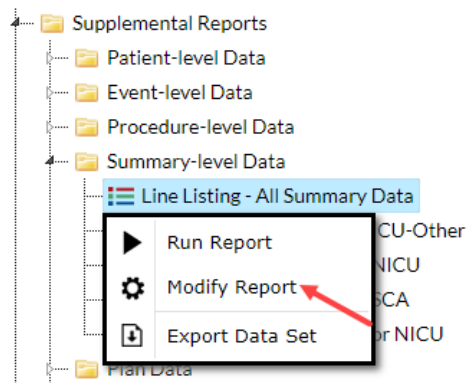 Supplemental Reports
Patient-level Data
Event-level Data
Procedure-level Data
Summary-level Data
Line Listing - All Summary Data
CU-Other
Run Report
NICU
Modify Report
SCA
Export Data Set
or NICU
Plan Data